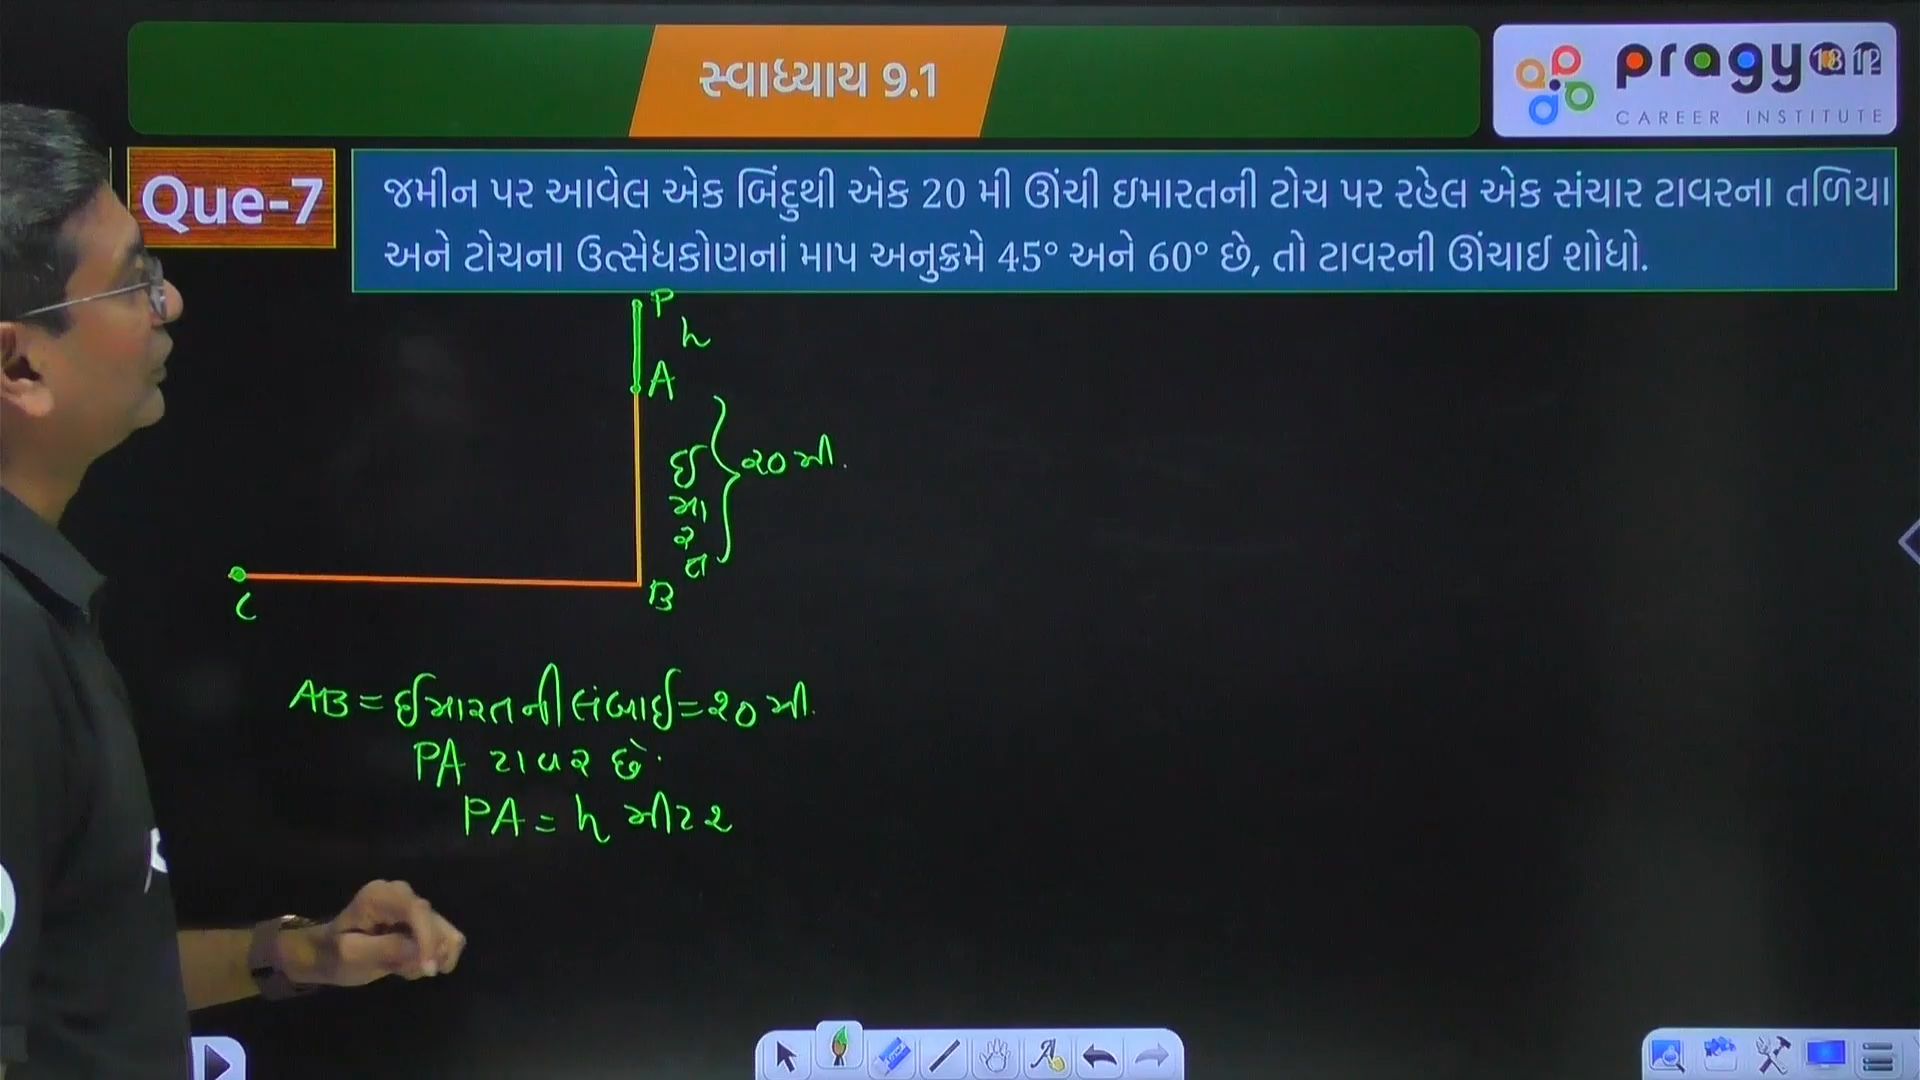 સ્વાધ્યાય 9.1
pragyan
CAREER INSTITUTE
Que-7
જમીન પર આવેલ એક બિંદુથી એક 20 મી ઊંચી ઇમારતની ટોચ પર રહેલ એક સંચાર ટાવરના તળિયા
અને ટોચના ઉત્સેધકોણનાં માપ અનુક્રમે 45° અને 60° છે, તો ટાવરની ઊંચાઈ શોધો.
P
h
A
ઈ
મા
ર
ત
૨૦ મી.
C
B
AB = ઈમારતની લંબાઈ = ૨૦ મી.
PA ટાવર છે.
PA = h મીટર